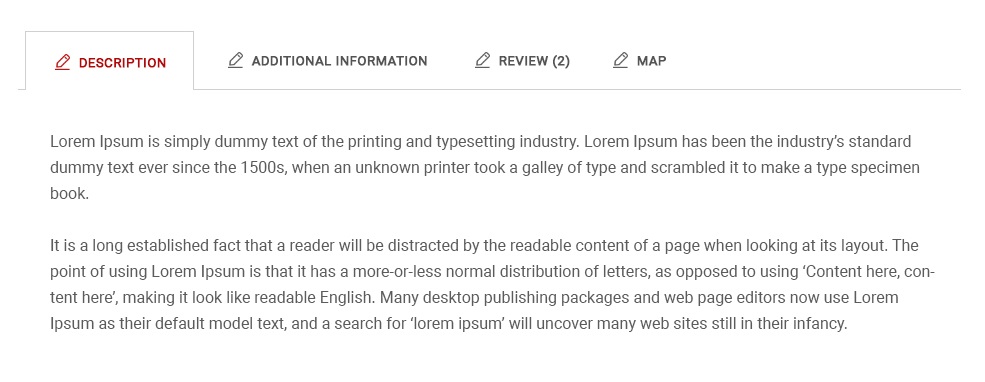 DESCRIPTION ADDITIONAL INFORMATION REVIEW (2) MAP
Lorem Ipsum is simply dummy text of the printing and typesetting industry. Lorem Ipsum has been the industry’s standard
dummy text ever since the 1500s, when an unknown printer took a galley of type and scrambled it to make a type specimen
book.
It is a long established fact that a reader will be distracted by the readable content of a page when looking at its layout. The
point of using Lorem Ipsum is that it has a more-or-less normal distribution of letters, as opposed to using ‘Content here, con-
tent here’, making it look like readable English. Many desktop publishing packages and web page editors now use Lorem
Ipsum as their default model text, and a search for ‘lorem ipsum’ will uncover many web sites still in their infancy.